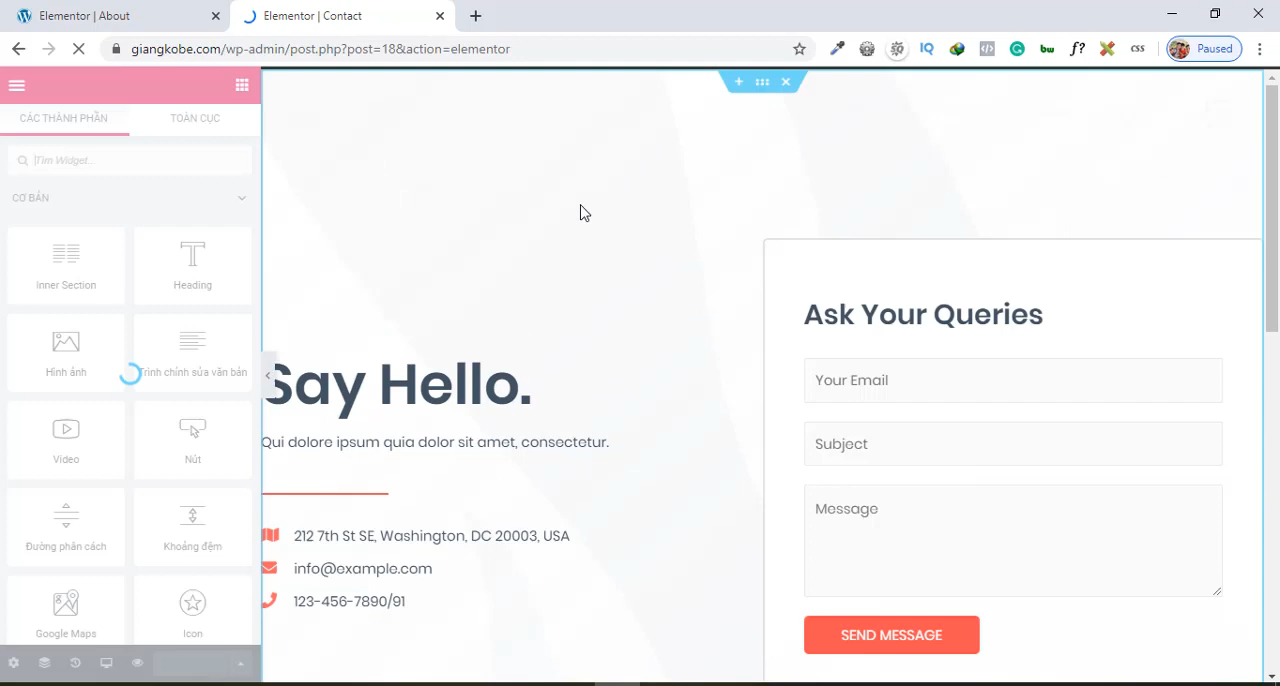 Elementor | About
Elementor | Contact
giangkobe.com/wp-admin/post.php?post=18&action=elementor
IQ
bw
f?
css
Paused
CÁC THÀNH PHẦN
TOÀN CỤC
Tìm Widget...
CƠ BẢN
Inner Section
Heading
Hình ảnh
Trình chỉnh sửa văn bản
Video
Nút
Đường phân cách
Khoảng đệm
Google Maps
Icon
Say Hello.
Qui dolore ipsum quia dolor sit amet, consectetur.
212 7th St SE, Washington, DC 20003, USA
info@example.com
123-456-7890/91
Ask Your Queries
Your Email
Subject
Message
SEND MESSAGE